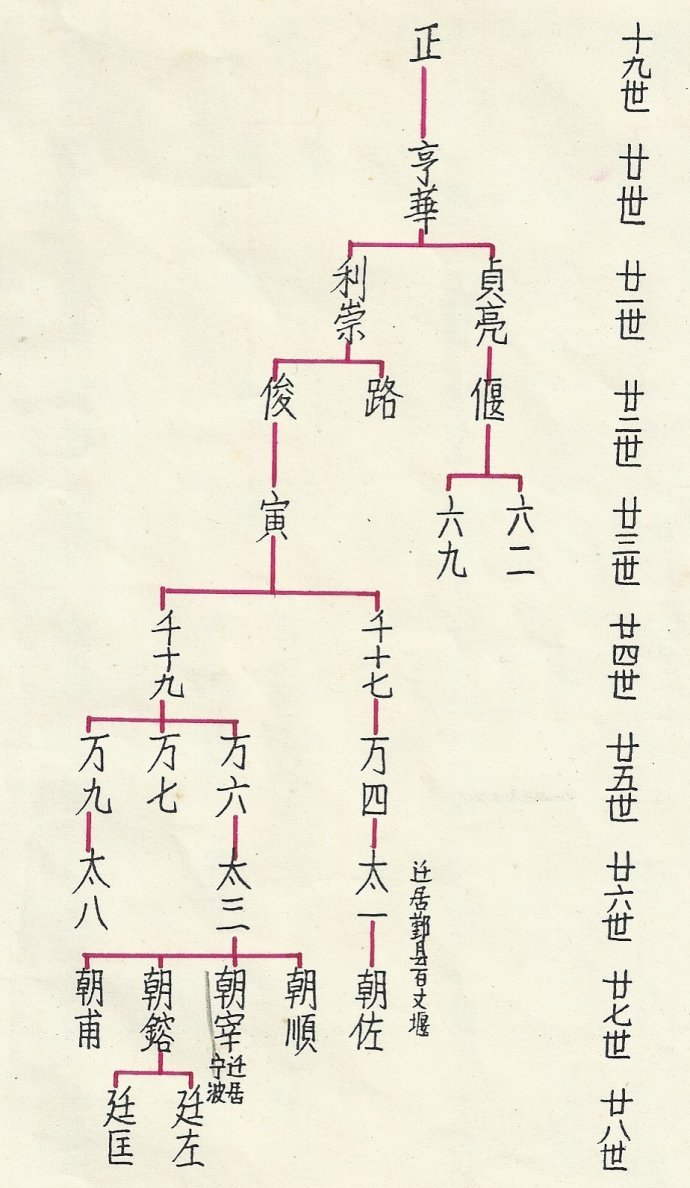 十九世
廿世
廿一世
廿二世
廿三世
廿四世
廿五世
廿六世
廿七世
廿八世
正
亨華
貞亮
利崇
偃
路
俊
六二
六九
寅
千十七
千十九
万四
万六
万七
万九
太一
迁居鄞县百丈堰
太三
太八
朝佐
朝順
朝宰
迁居
宁波
朝鎔
朝甫
廷左
廷匡